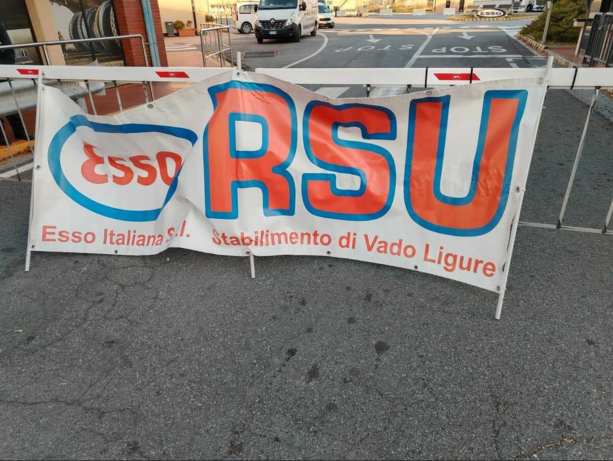 STOP STOP
Esso RSU
Esso Italiana S.r.l. Stabilimento di Vado Ligure